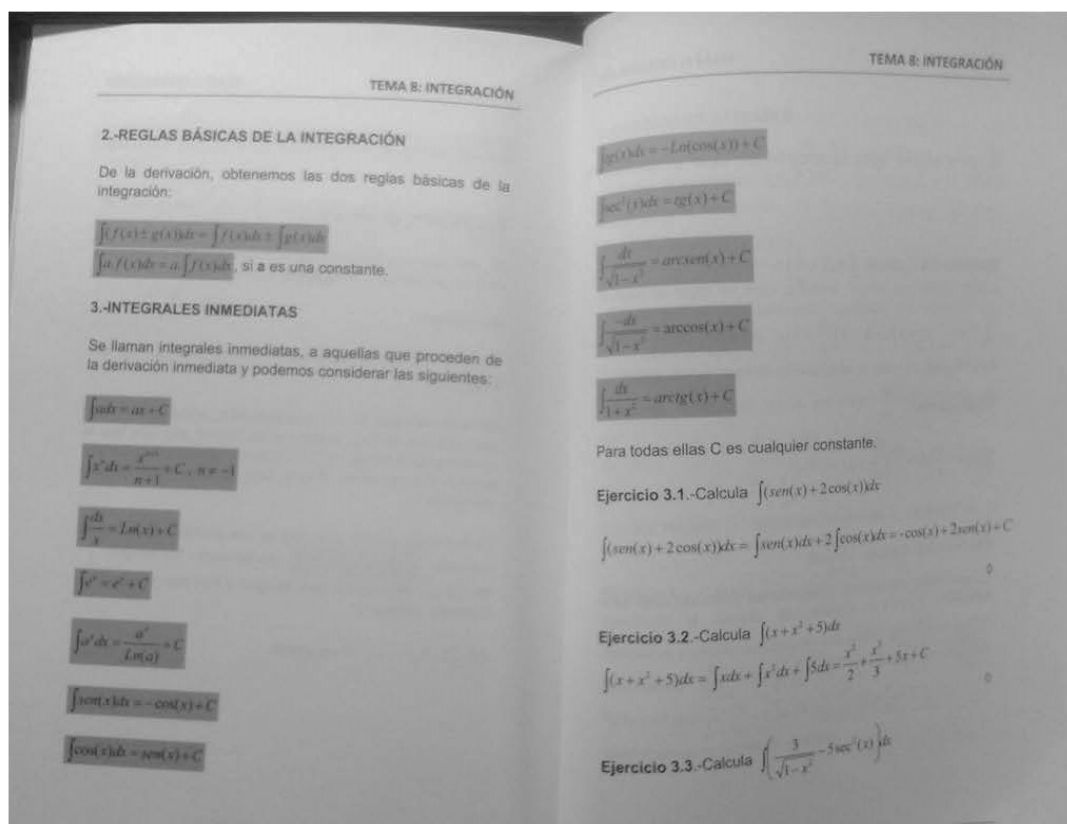 TEMA 8: INTEGRACIÓN
2.-REGLAS BÁSICAS DE LA INTEGRACIÓN
De la derivación, obtenemos las dos reglas básicas de la
integración:
∫(f(x)±g(x))dx = ∫f(x)dx ± ∫g(x)dx
∫a.f(x)dx = a.∫f(x)dx, si a es una constante.
3.-INTEGRALES INMEDIATAS
Se llaman integrales inmediatas, a aquellas que proceden de
la derivación inmediata y podemos considerar las siguientes:
∫adx = ax + C
∫xⁿdx = xⁿ⁺¹/(n+1) + C, n ≠ -1
∫dx/x = Ln(x) + C
∫eˣ = eˣ + C
∫aˣdx = aˣ/Ln(a) + C
∫sen(x)dx = -cos(x) + C
∫cos(x)dx = sen(x) + C
TEMA 8: INTEGRACIÓN
∫tg(x)dx = -Ln(cos(x)) + C
∫sec²(x)dx = tg(x) + C
∫dx/√(1-x²) = arcsen(x) + C
∫-dx/√(1-x²) = arccos(x) + C
∫dx/(1+x²) = arctg(x) + C
Para todas ellas C es cualquier constante.
Ejercicio 3.1.-Calcula ∫(sen(x)+2cos(x))dx
∫(sen(x)+2cos(x))dx = ∫sen(x)dx + 2∫cos(x)dx = -cos(x)+2sen(x)+C
◊
Ejercicio 3.2.-Calcula ∫(x+x²+5)dx
∫(x+x²+5)dx = ∫xdx + ∫x²dx + ∫5dx = x²/2 + x³/3 + 5x + C
◊
Ejercicio 3.3.-Calcula ∫(3/√(1-x²) - 5sec²(x))dx